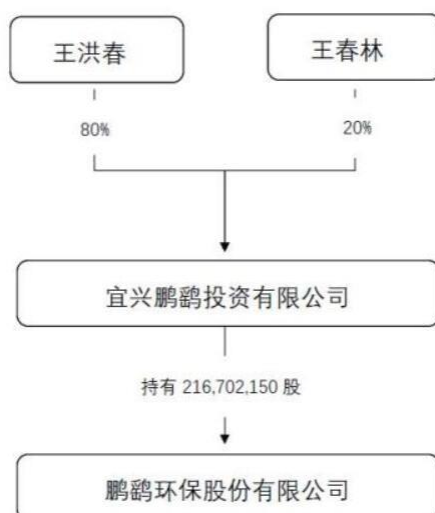 王洪春
王春林
80%
20%
宜兴鹏鹞投资有限公司
持有 216,702,150 股
鹏鹞环保股份有限公司